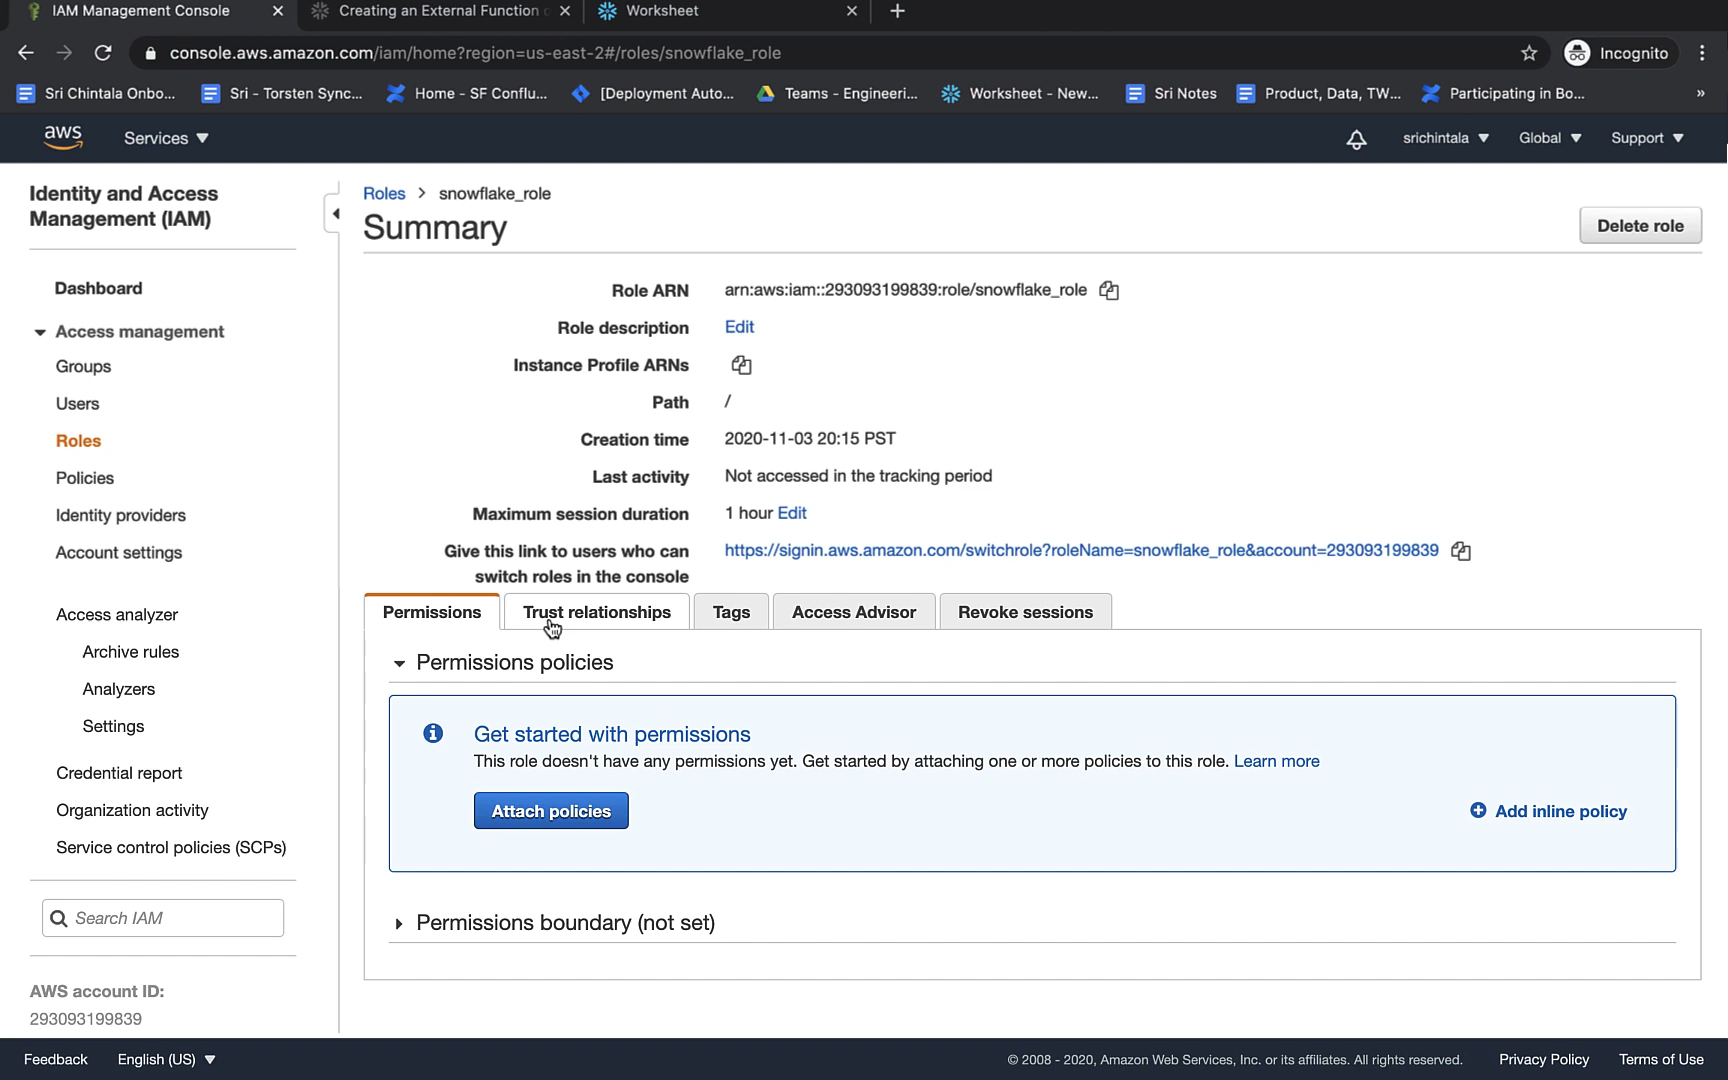 IAM Management Console
Creating an External Function
Worksheet
console.aws.amazon.com/iam/home?region=us-east-2#/roles/snowflake_role
Incognito
Sri Chintala Onbo...
Sri - Torsten Sync...
Home - SF Conflu...
[Deployment Auto...
Teams - Engineeri...
Worksheet - New...
Sri Notes
Product, Data, TW...
Participating in Bo...
»
aws
Services
srichintala
Global
Support
Identity and Access
Management (IAM)
Dashboard
Access management
Groups
Users
Roles
Policies
Identity providers
Account settings
Access analyzer
Archive rules
Analyzers
Settings
Credential report
Organization activity
Service control policies (SCPs)
Search IAM
AWS account ID:
293093199839
Roles > snowflake_role
Summary
Delete role
Role ARN arn:aws:iam::293093199839:role/snowflake_role
Role description Edit
Instance Profile ARNs
Path /
Creation time 2020-11-03 20:15 PST
Last activity Not accessed in the tracking period
Maximum session duration 1 hour Edit
Give this link to users who can https://signin.aws.amazon.com/switchrole?roleName=snowflake_role&account=293093199839
switch roles in the console
Permissions
Trust relationships
Tags
Access Advisor
Revoke sessions
Permissions policies
Get started with permissions
This role doesn't have any permissions yet. Get started by attaching one or more policies to this role. Learn more
Attach policies
Add inline policy
Permissions boundary (not set)
Feedback
English (US)
© 2008 - 2020, Amazon Web Services, Inc. or its affiliates. All rights reserved.
Privacy Policy
Terms of Use